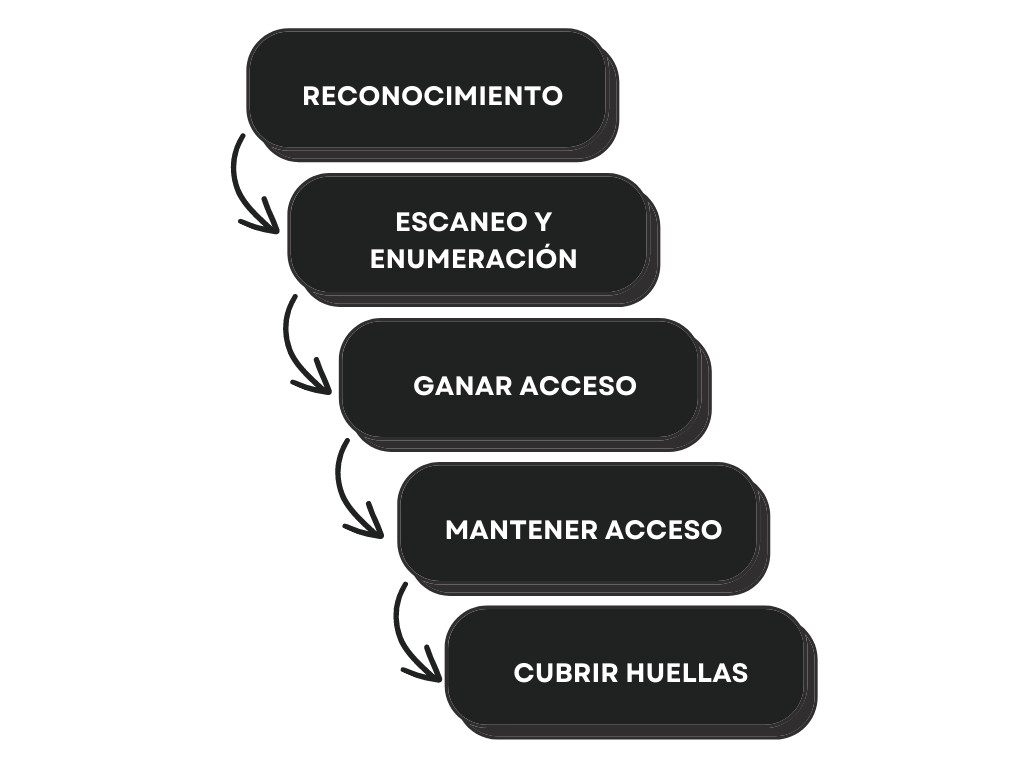 RECONOCIMIENTO
ESCANEO Y
ENUMERACIÓN
GANAR ACCESO
MANTENER ACCESO
CUBRIR HUELLAS